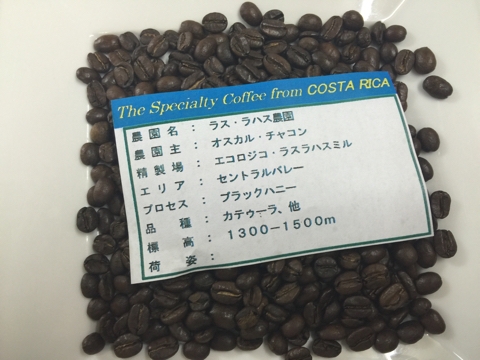 The Specialty Coffee from COSTA RICA
農園名： ラス・ラハス農園
農園主： オスカル・チャコン
精製場： エコロジコ・ラスラハスミル
エリア： セントラルバレー
プロセス： ブラックハニー
品種： カテゥーラ、他
標高： 1300－1500m
荷姿：